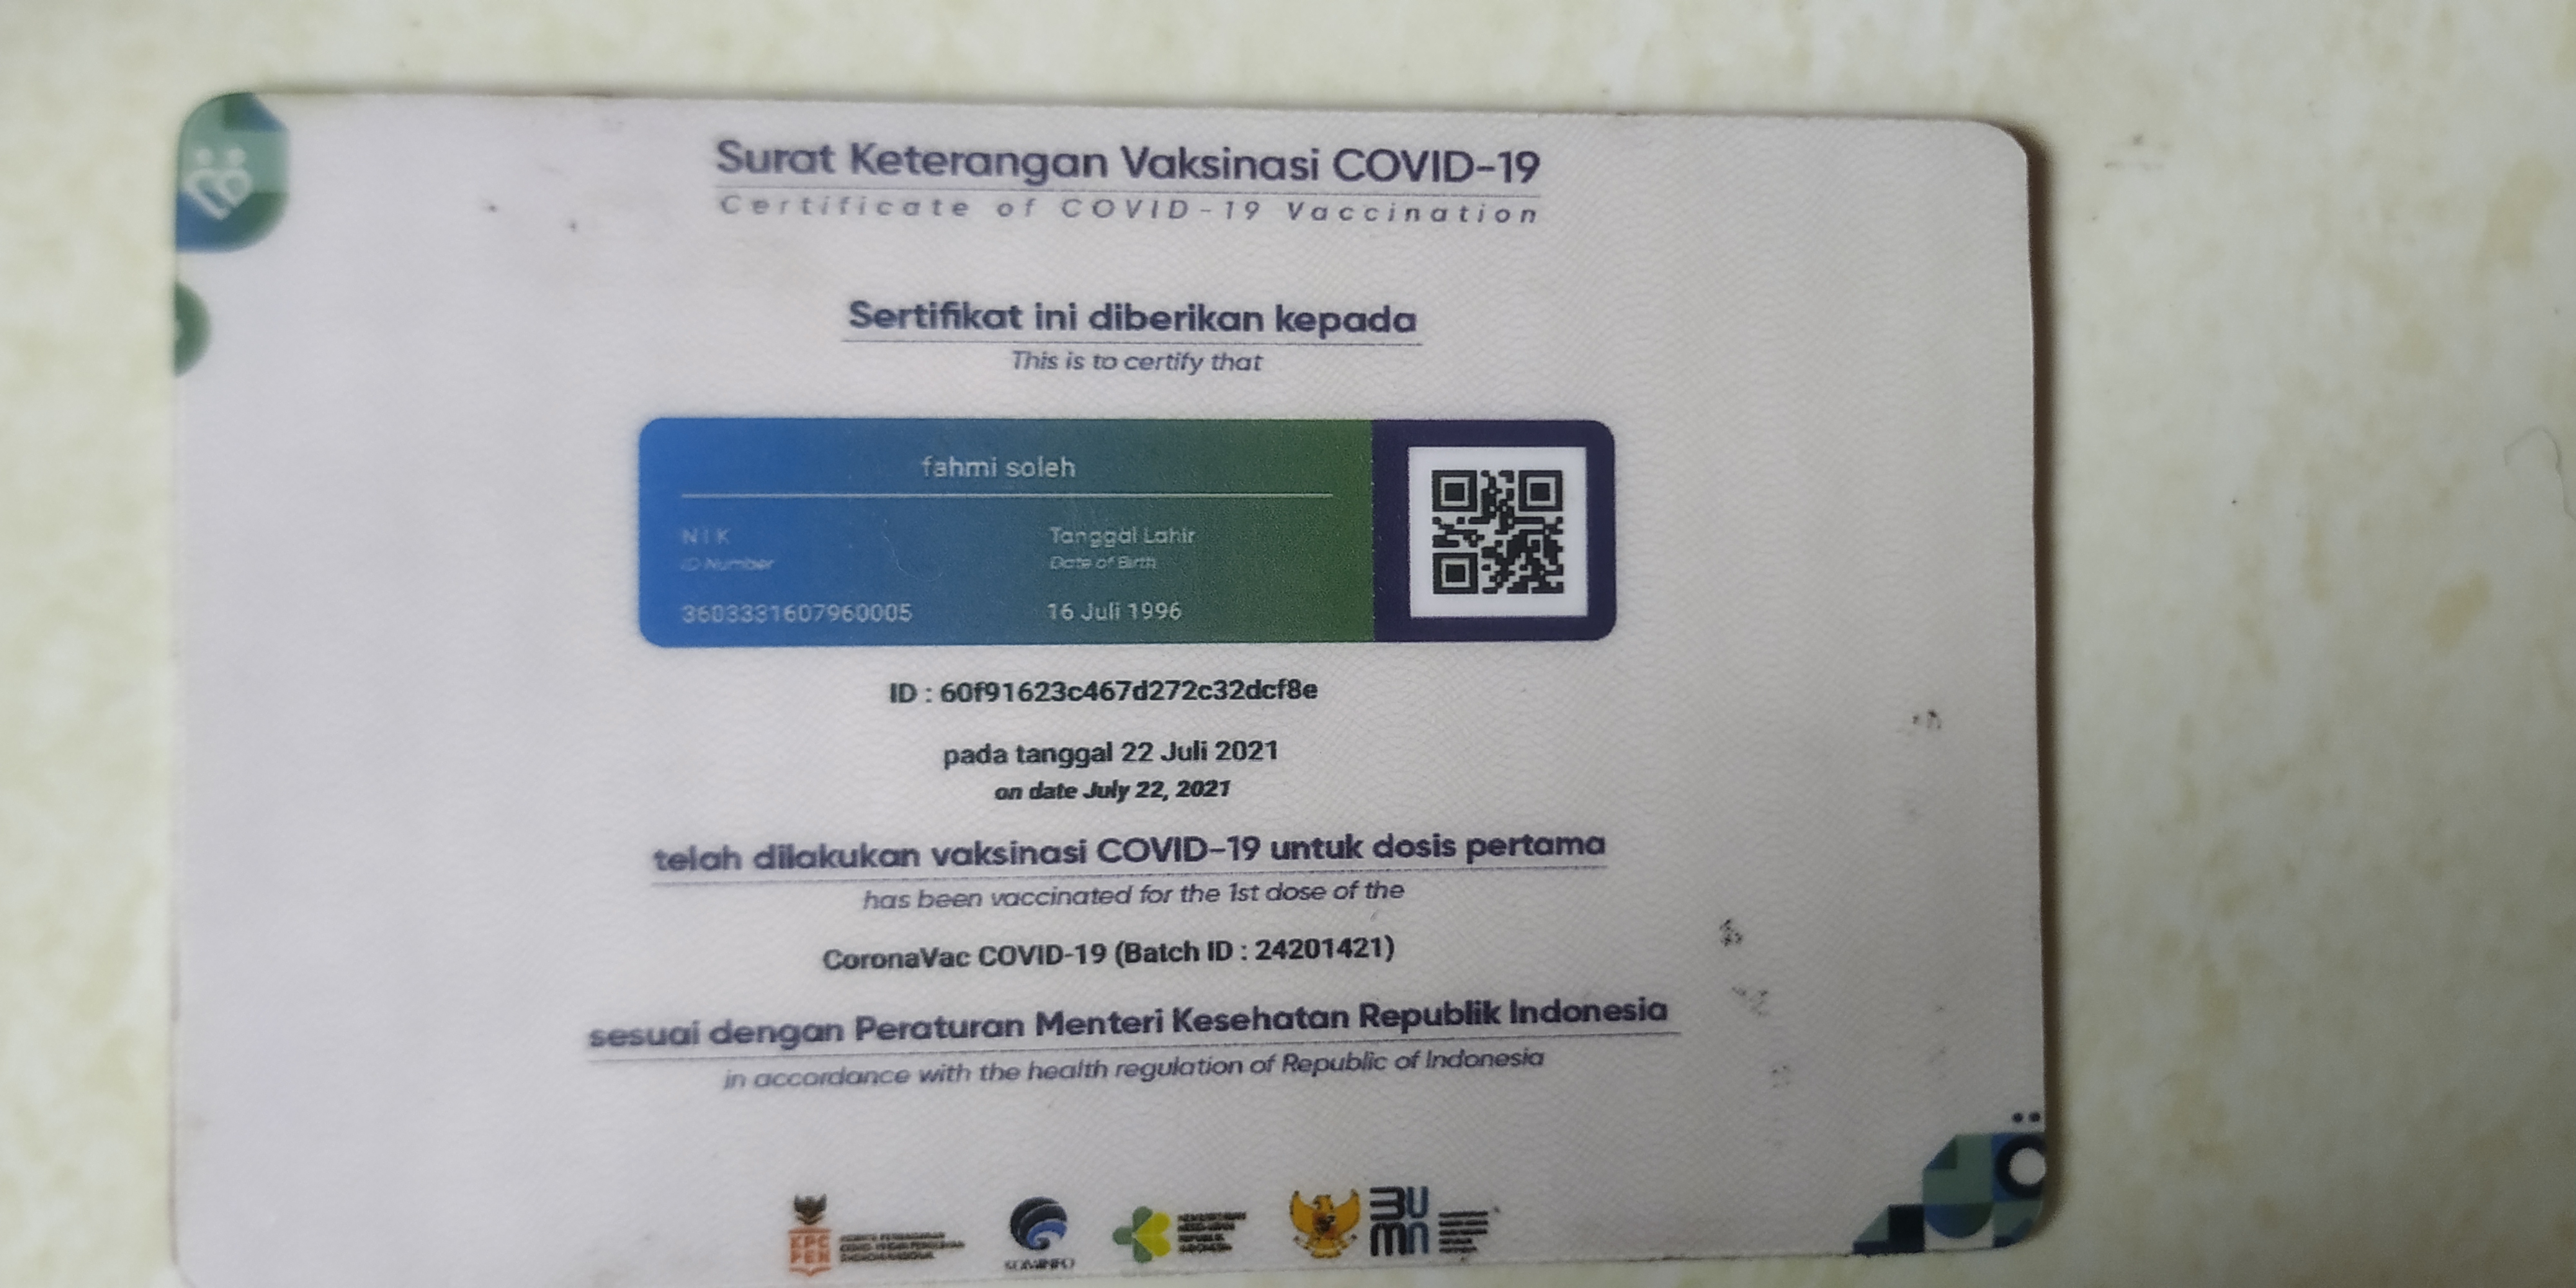 Surat Keterangan Vaksinasi COVID-19
Certificate of COVID-19 Vaccination
Sertifikat ini diberikan kepada
This is to certify that
fahmi soleh
NIK Tanggal Lahir
ID Number Date of Birth
3603331607960005 16 Juli 1996
ID : 60f91623c467d272c32dcf8e
pada tanggal 22 Juli 2021
on date July 22, 2021
telah dilakukan vaksinasi COVID-19 untuk dosis pertama
has been vaccinated for the 1st dose of the
CoronaVac COVID-19 (Batch ID : 24201421)
sesuai dengan Peraturan Menteri Kesehatan Republik Indonesia
in accordance with the health regulation of Republic of Indonesia
KPC PEN
KOMINFO
BUMN